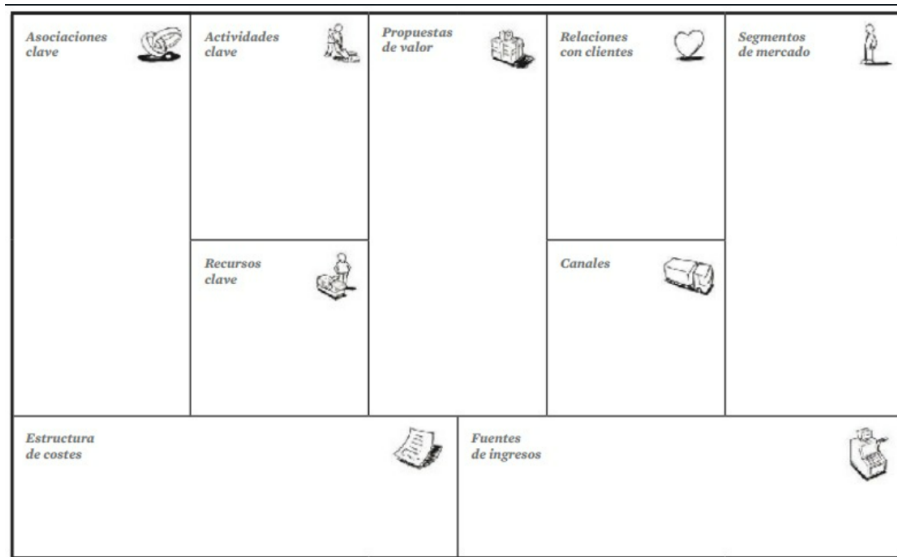 Asociaciones
clave
Actividades
clave
Propuestas
de valor
Relaciones
con clientes
Segmentos
de mercado
Recursos
clave
Canales
Estructura
de costes
Fuentes
de ingresos